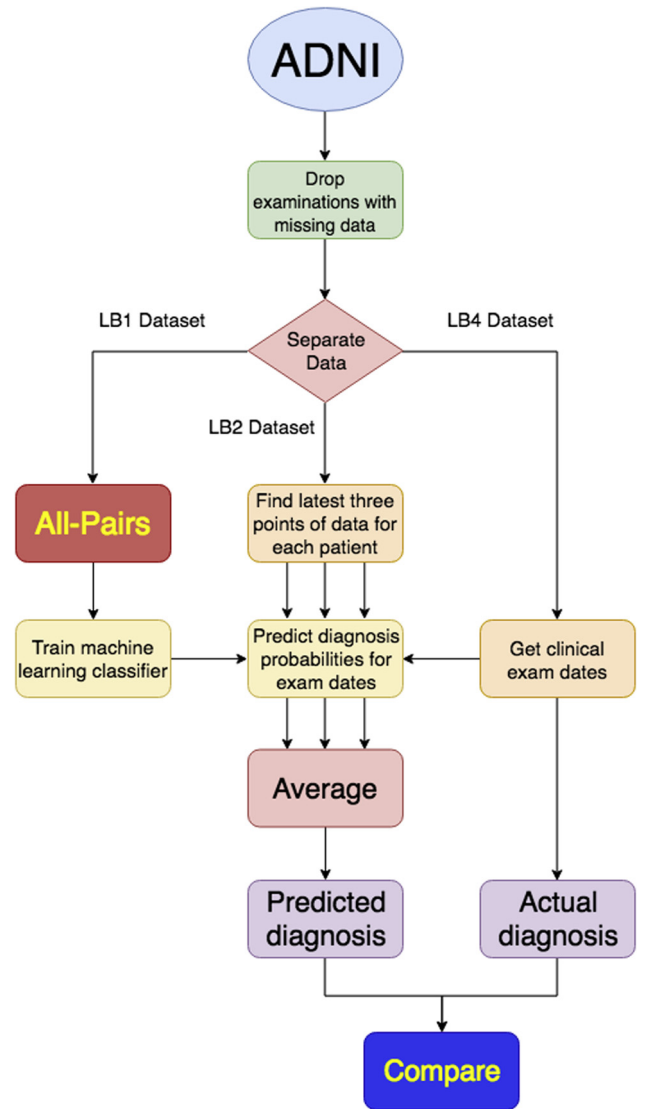 ADNI
Drop
examinations with
missing data
LB1 Dataset
LB4 Dataset
Separate
Data
LB2 Dataset
All-Pairs
Find latest three
points of data for
each patient
Train machine
learning classifier
Predict diagnosis
probabilities for
exam dates
Get clinical
exam dates
Average
Predicted
diagnosis
Actual
diagnosis
Compare